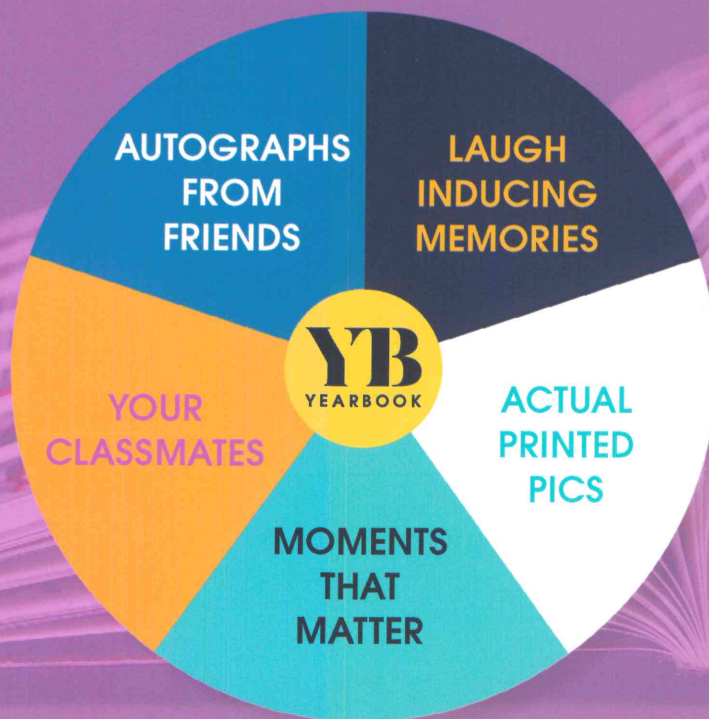 AUTOGRAPHS
FROM
FRIENDS
LAUGH
INDUCING
MEMORIES
YB
YEARBOOK
YOUR
CLASSMATES
ACTUAL
PRINTED
PICS
MOMENTS
THAT
MATTER